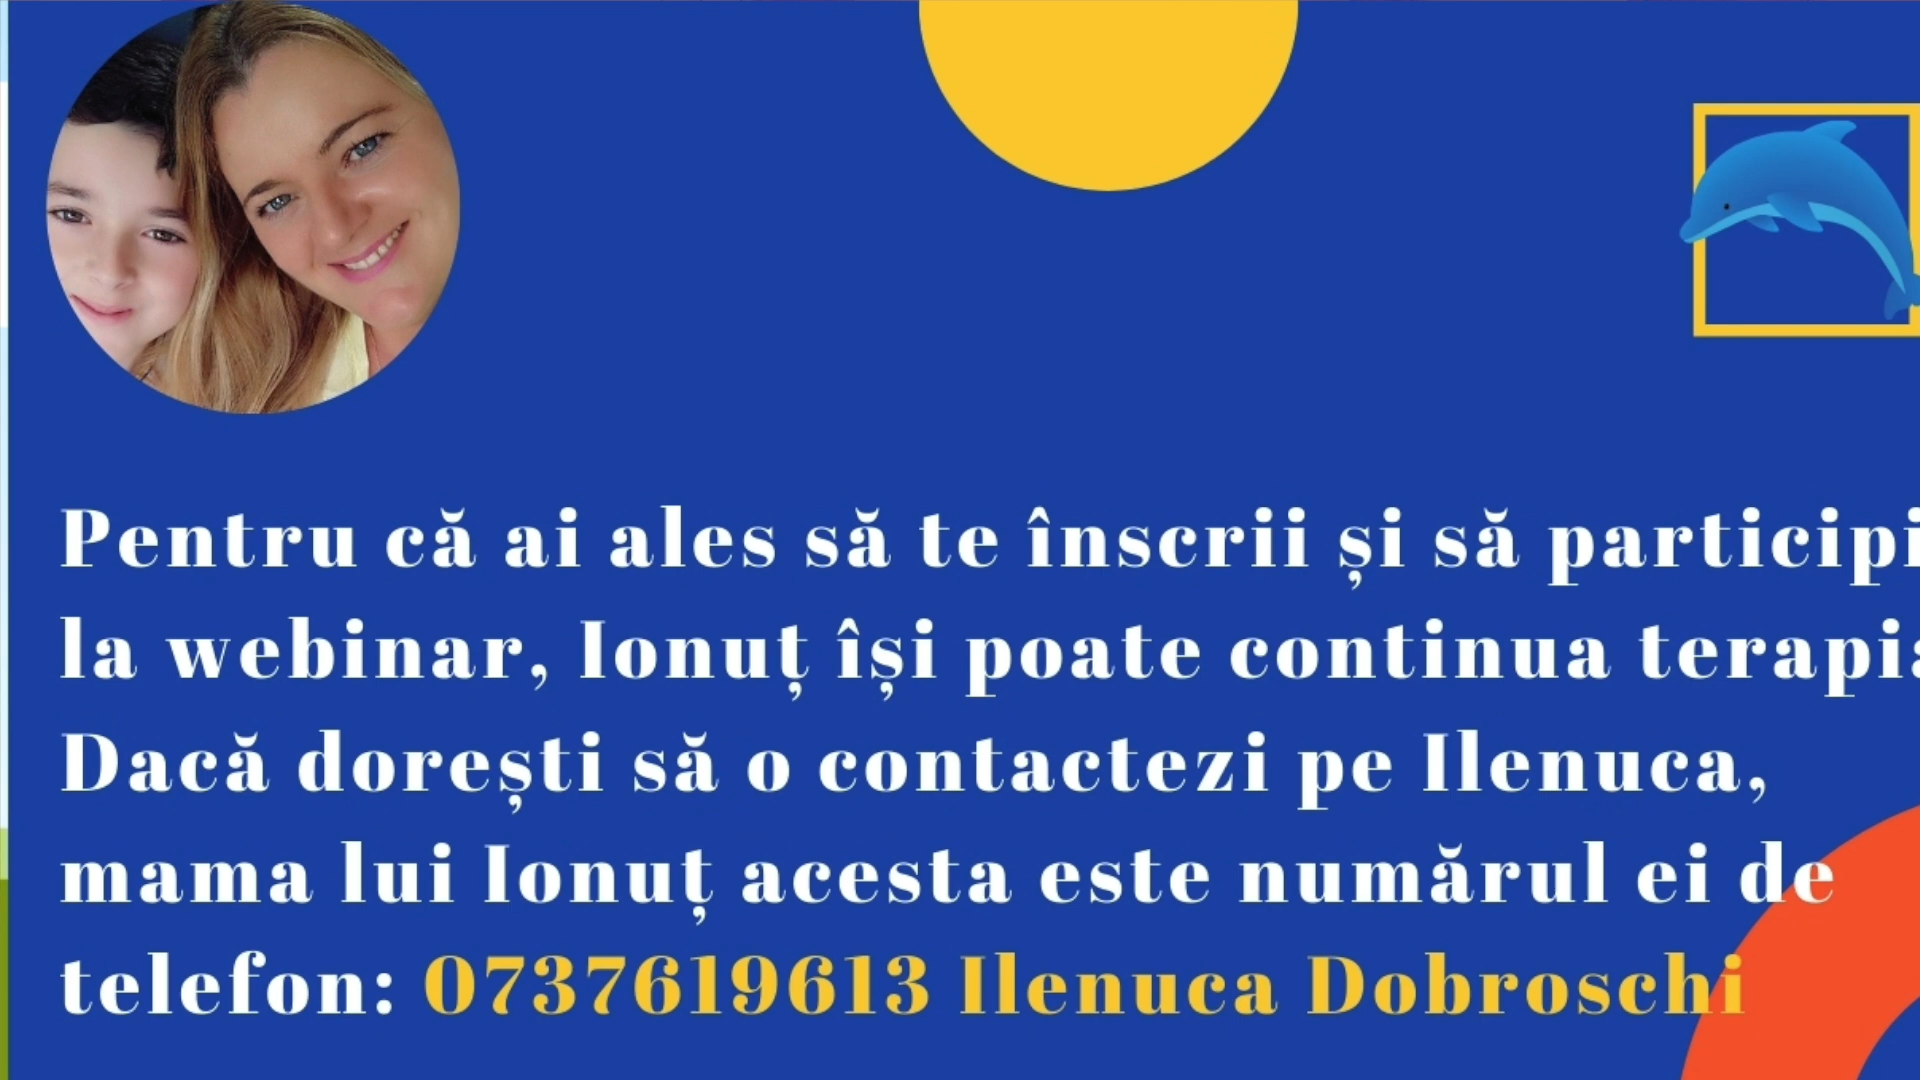 Pentru că ai ales să te înscrii și să participi
la webinar, Ionuț își poate continua terapia
Dacă dorești să o contactezi pe Ilenuca,
mama lui Ionuț acesta este numărul ei de
telefon: 0737619613 Ilenuca Dobroschi